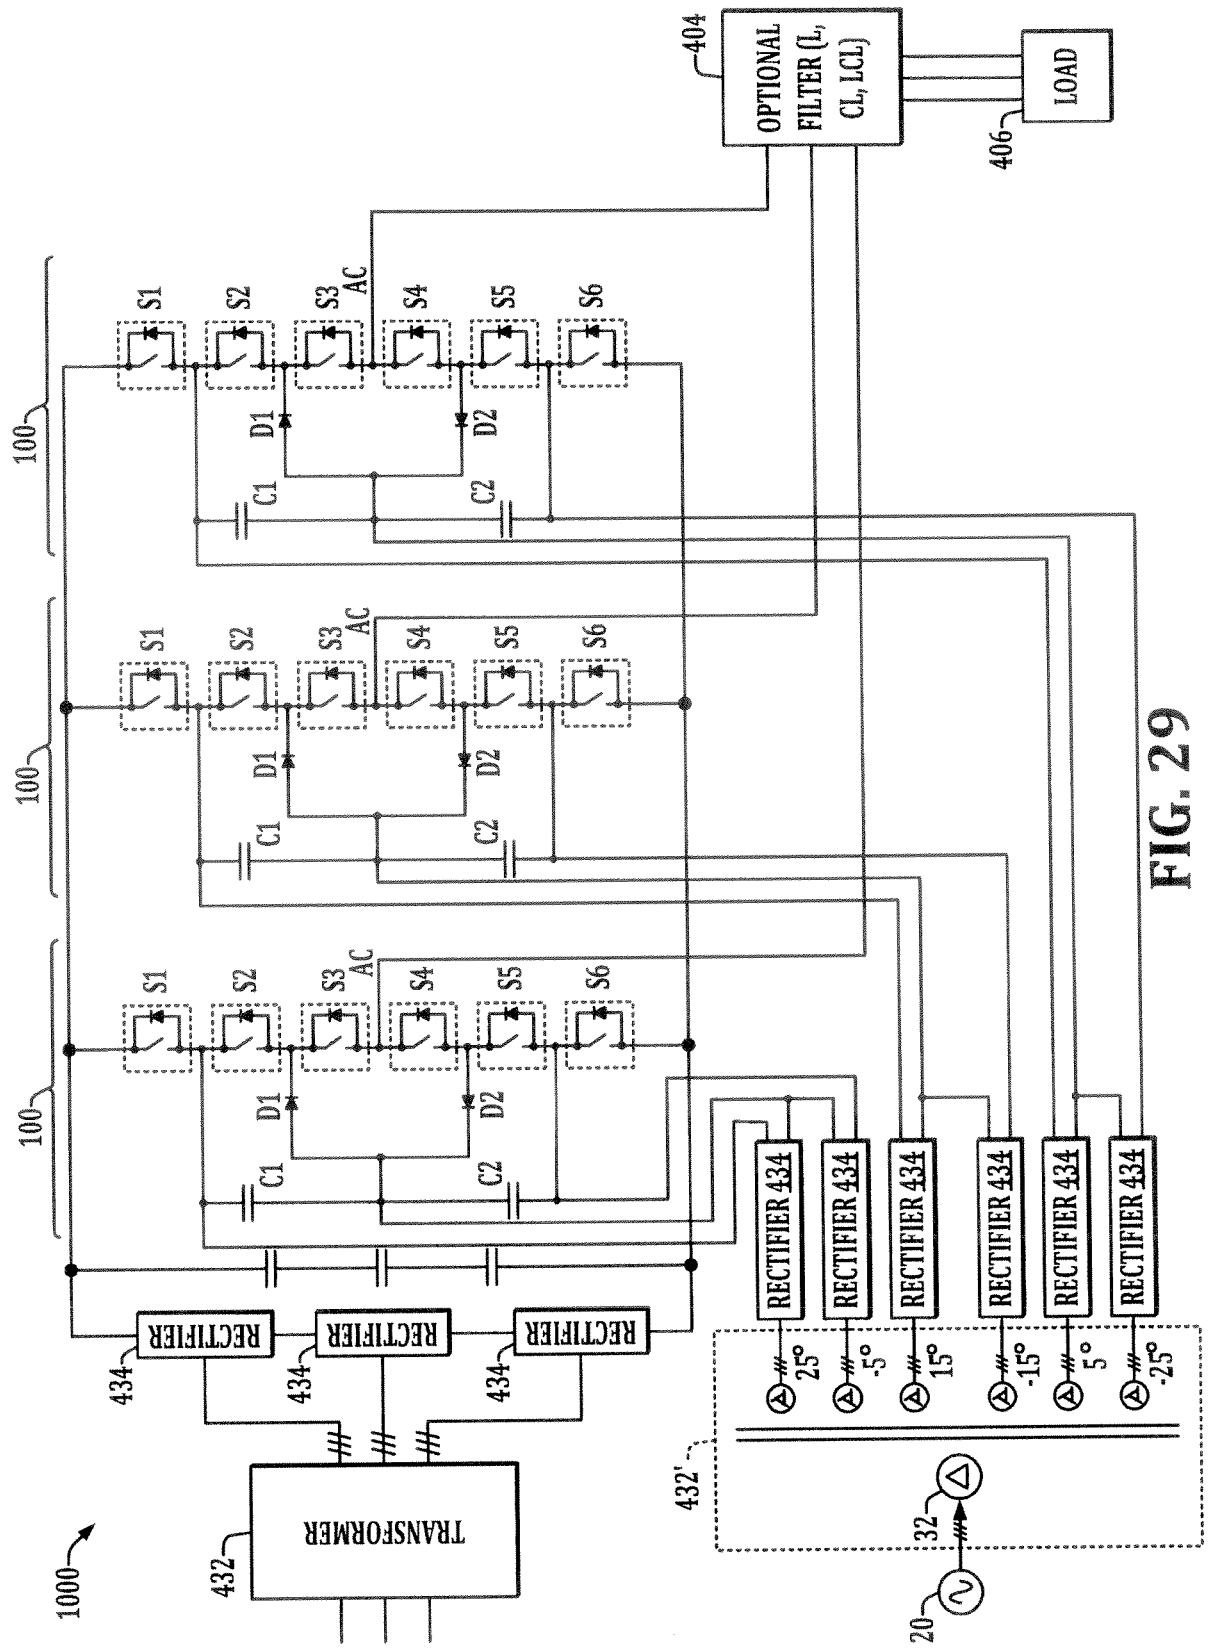 1000
432
TRANSFORMER
434
RECTIFIER
434
RECTIFIER
434
RECTIFIER
100
C1
C2
D1
D2
S1
S2
S3
AC
S4
S5
S6
100
C1
C2
D1
D2
S1
S2
S3
AC
S4
S5
S6
100
C1
C2
D1
D2
S1
S2
S3
AC
S4
S5
S6
404
OPTIONAL
FILTER (L,
CL, LCL)
406
LOAD
20
32
432'
25°
-5°
15°
-15°
5°
-25°
RECTIFIER 434
RECTIFIER 434
RECTIFIER 434
RECTIFIER 434
RECTIFIER 434
RECTIFIER 434
FIG. 29